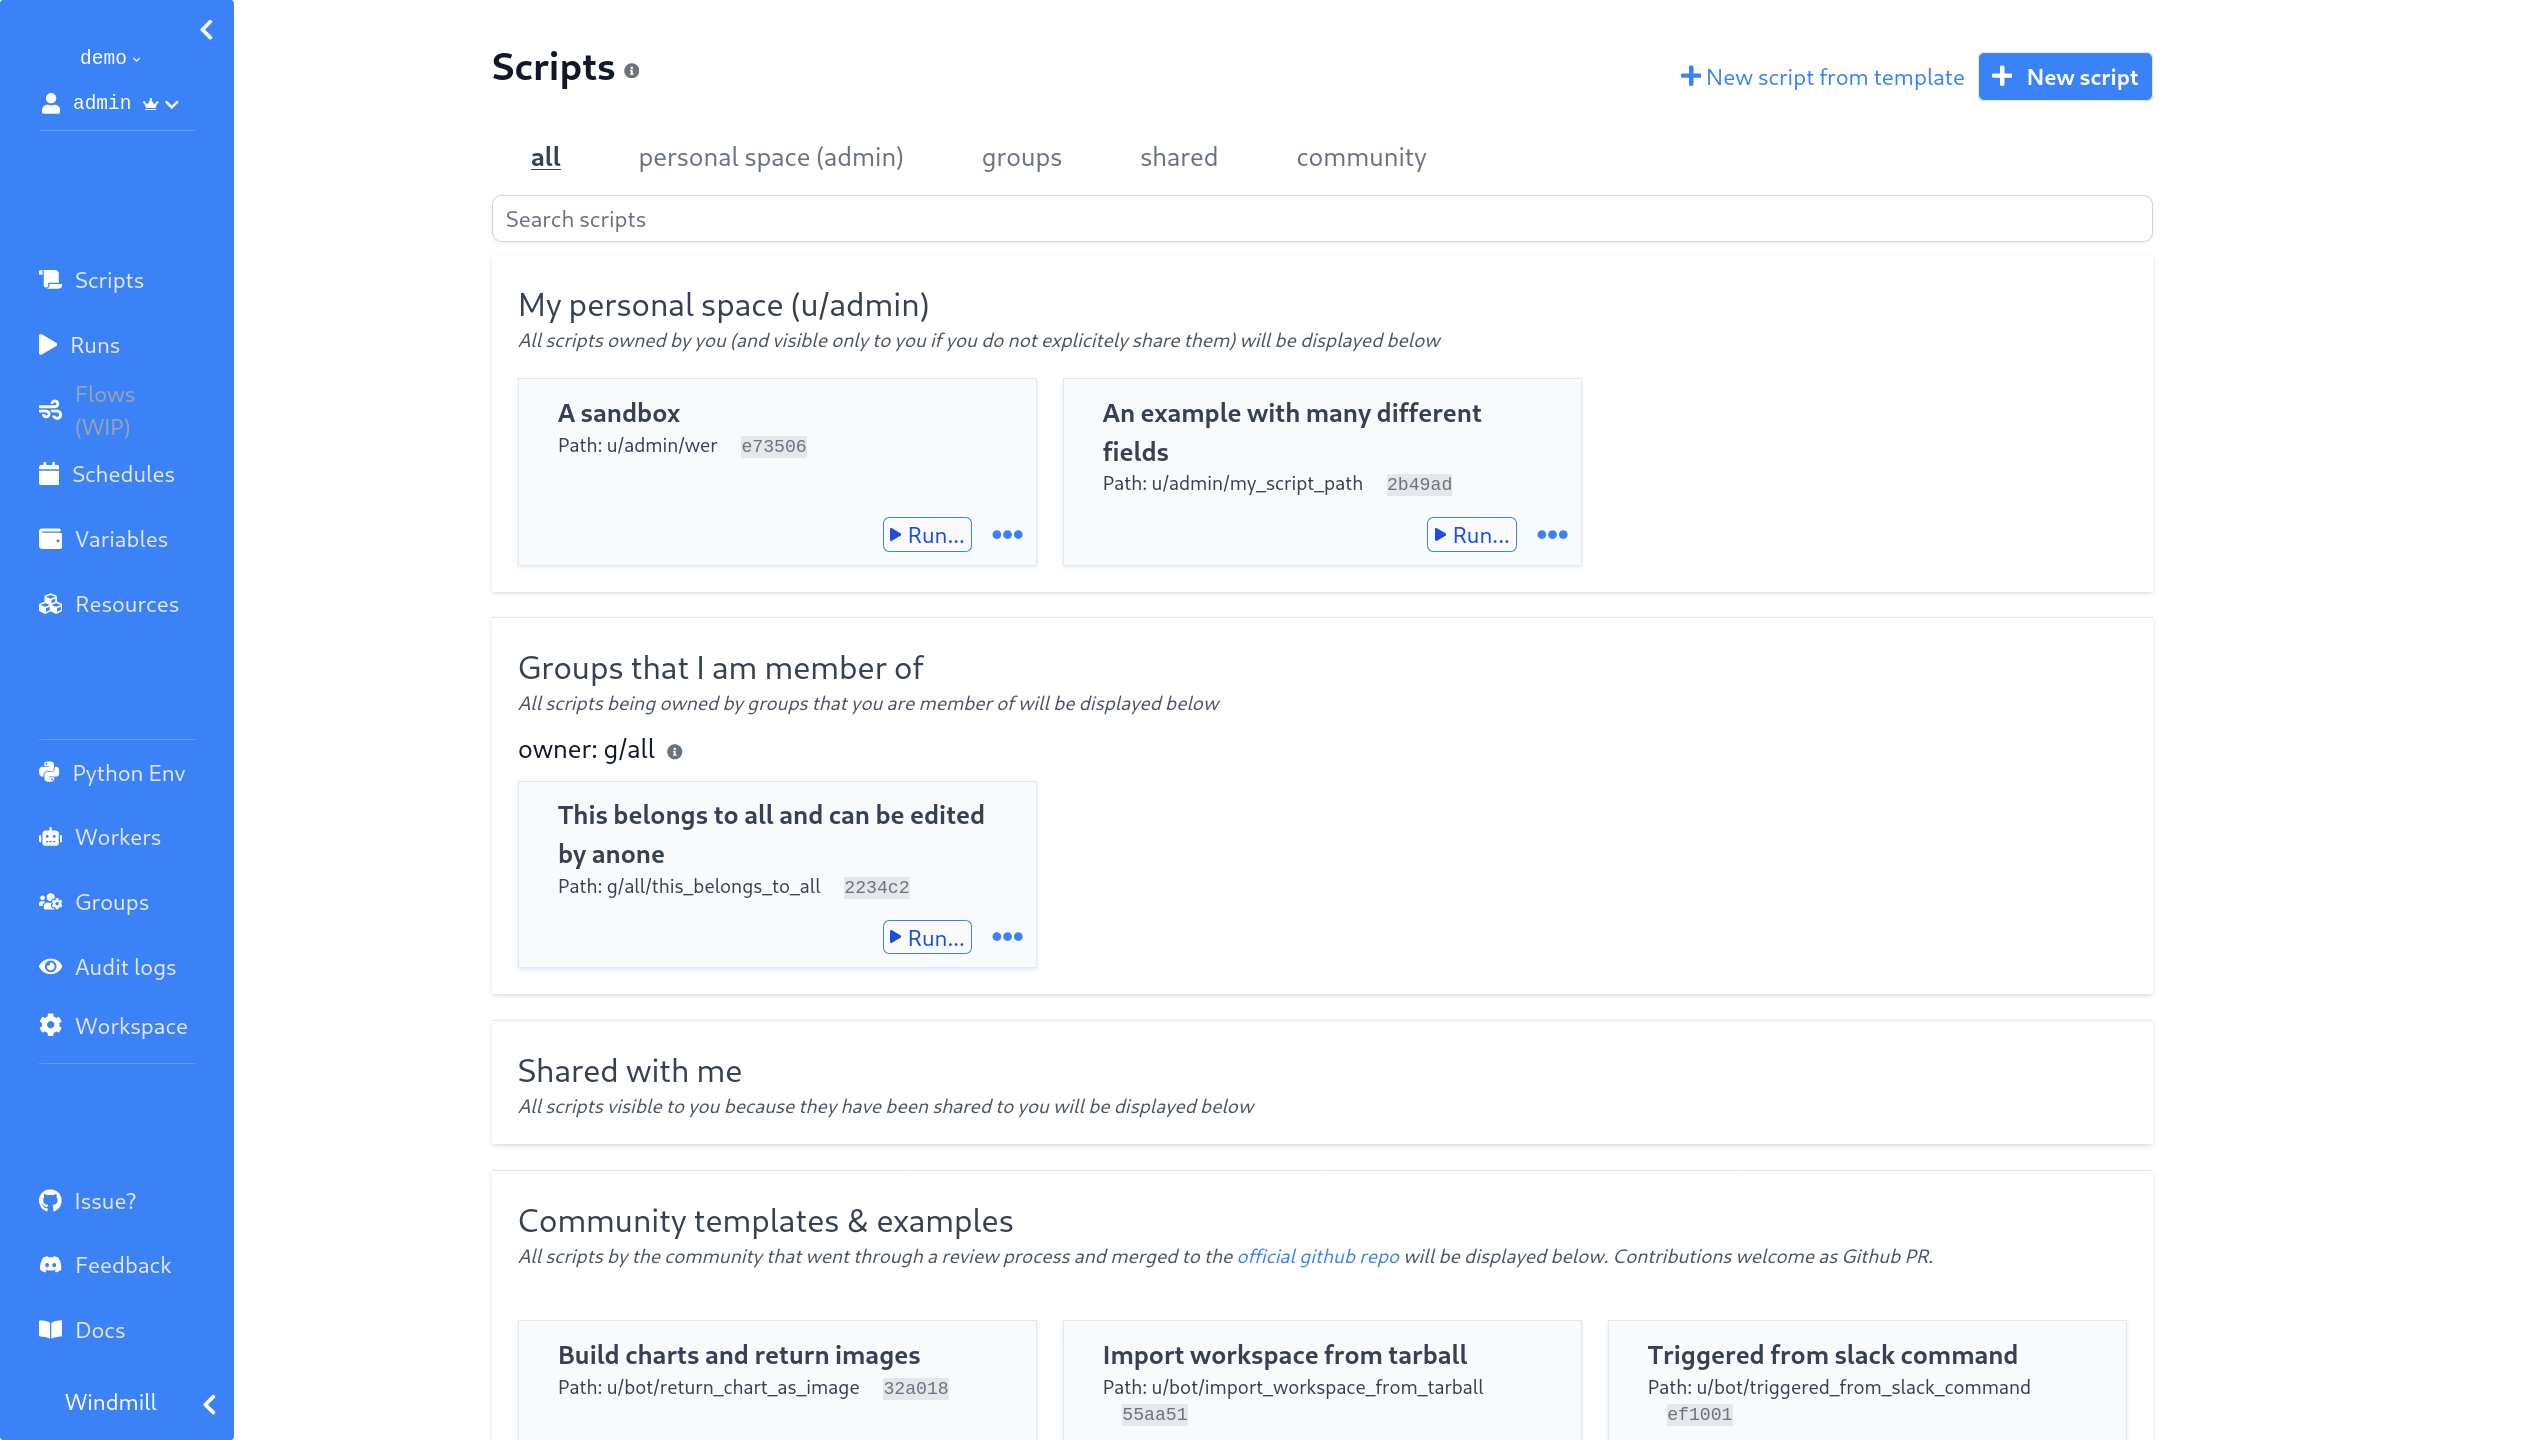 demo
admin
Scripts
Runs
Flows
(WIP)
Schedules
Variables
Resources
Python Env
Workers
Groups
Audit logs
Workspace
Issue?
Feedback
Docs
Windmill
Scripts
New script from template
New script
all
personal space (admin)
groups
shared
community
Search scripts
My personal space (u/admin)
All scripts owned by you (and visible only to you if you do not explicitely share them) will be displayed below
A sandbox
Path: u/admin/wer e73506
Run...
An example with many different
fields
Path: u/admin/my_script_path 2b49ad
Run...
Groups that I am member of
All scripts being owned by groups that you are member of will be displayed below
owner: g/all
This belongs to all and can be edited
by anone
Path: g/all/this_belongs_to_all 2234c2
Run...
Shared with me
All scripts visible to you because they have been shared to you will be displayed below
Community templates & examples
All scripts by the community that went through a review process and merged to the official github repo will be displayed below. Contributions welcome as Github PR.
Build charts and return images
Path: u/bot/return_chart_as_image 32a018
Import workspace from tarball
Path: u/bot/import_workspace_from_tarball
55aa51
Triggered from slack command
Path: u/bot/triggered_from_slack_command
ef1001